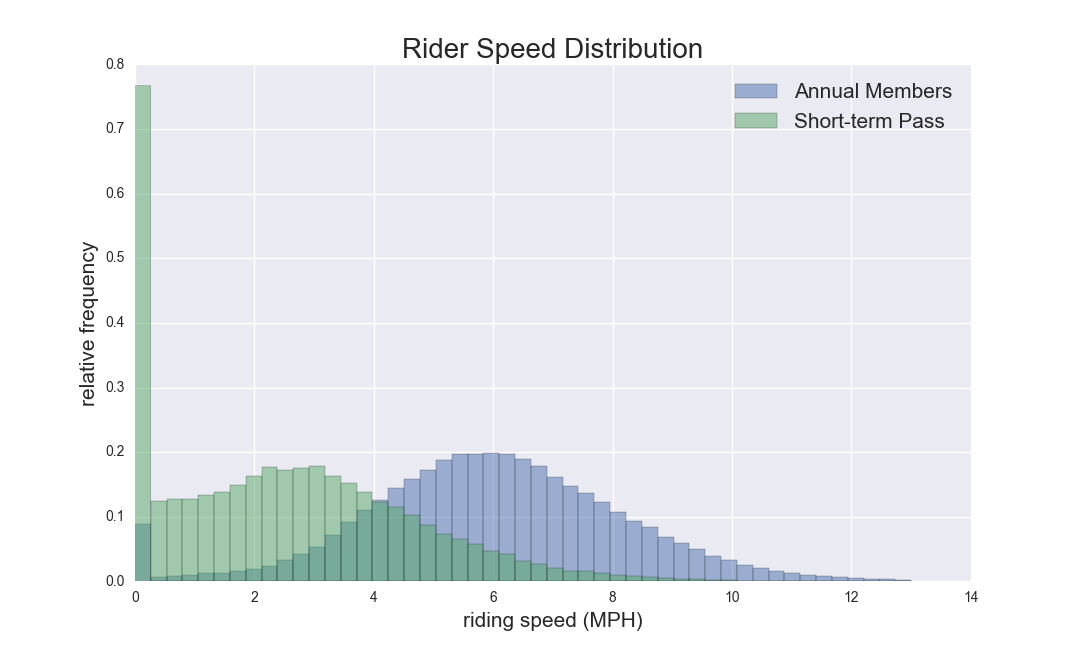 Rider Speed Distribution
Annual Members
Short-term Pass
relative frequency
0.8
0.7
0.6
0.5
0.4
0.3
0.2
0.1
0.0
0 2 4 6 8 10 12 14
riding speed (MPH)